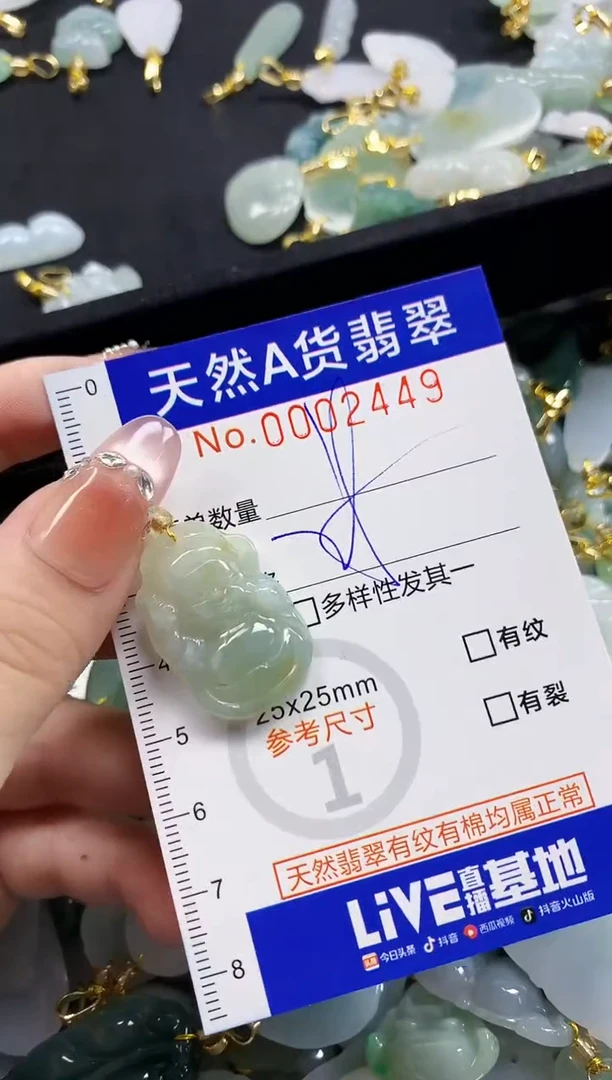 天然A货翡翠
0
No.0002449
单数量
多样性发其一
4
有纹
25x25mm
参考尺寸
有裂
5
1
6
天然翡翠有纹有棉均属正常
7
LiVE直播基地
8
头条 今日头条 抖音 西瓜视频 抖音火山版